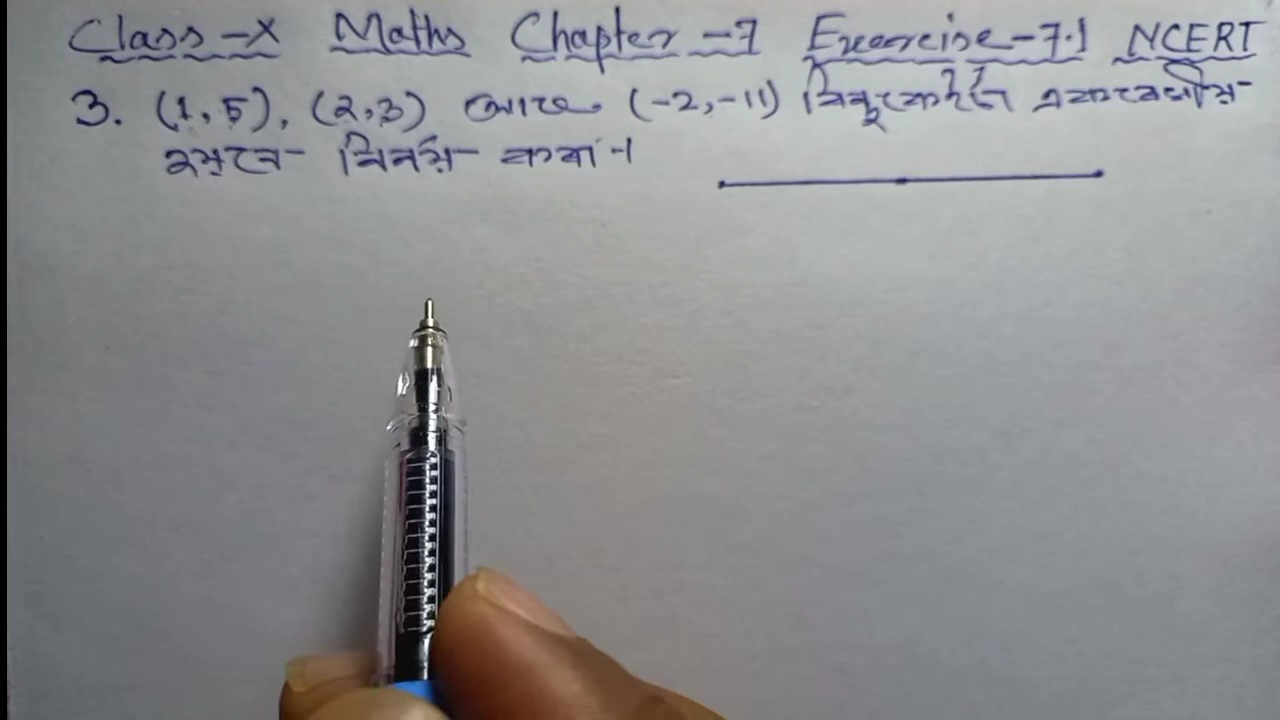 Class-X Maths Chapter-7 Exercise-7.1 NCERT
3. (1,5), (2,3) আৰু (-2,-11) বিন্দুকেইটা একৰেখীয়
হয়নে নিৰ্ণয় কৰা।